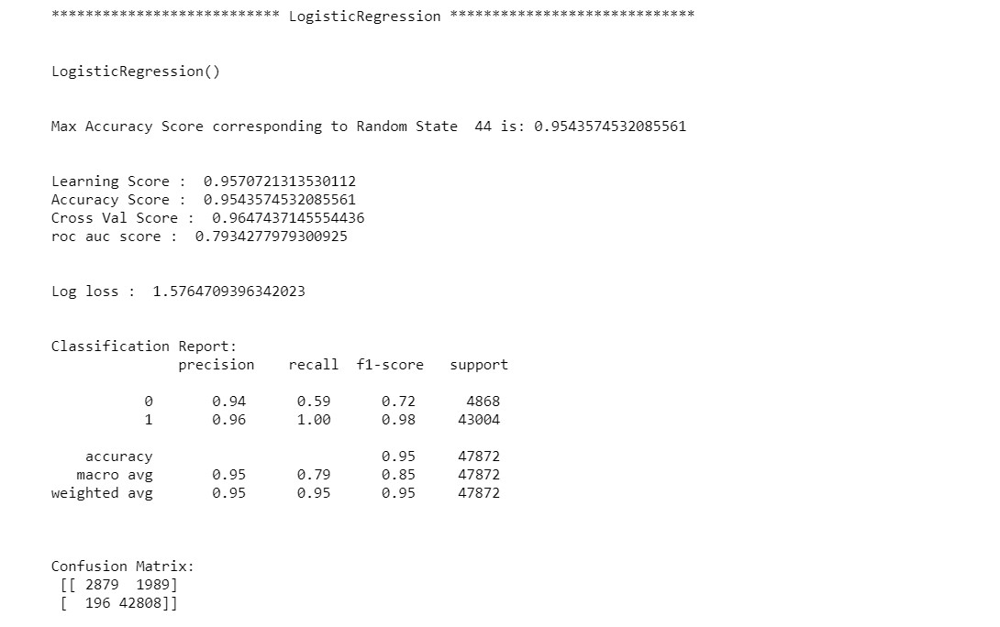 *************************** LogisticRegression *****************************
LogisticRegression()
Max Accuracy Score corresponding to Random State  44 is: 0.9543574532085561
Learning Score :  0.9570721313530112
Accuracy Score :  0.9543574532085561
Cross Val Score :  0.9647437145554436
roc auc score :  0.7934277979300925
Log loss :  1.5764709396342023
Classification Report:
               precision    recall  f1-score   support
           0       0.94      0.59      0.72      4868
           1       0.96      1.00      0.98     43004
    accuracy                           0.95     47872
   macro avg       0.95      0.79      0.85     47872
weighted avg       0.95      0.95      0.95     47872
Confusion Matrix:
 [[ 2879  1989]
 [  196 42808]]